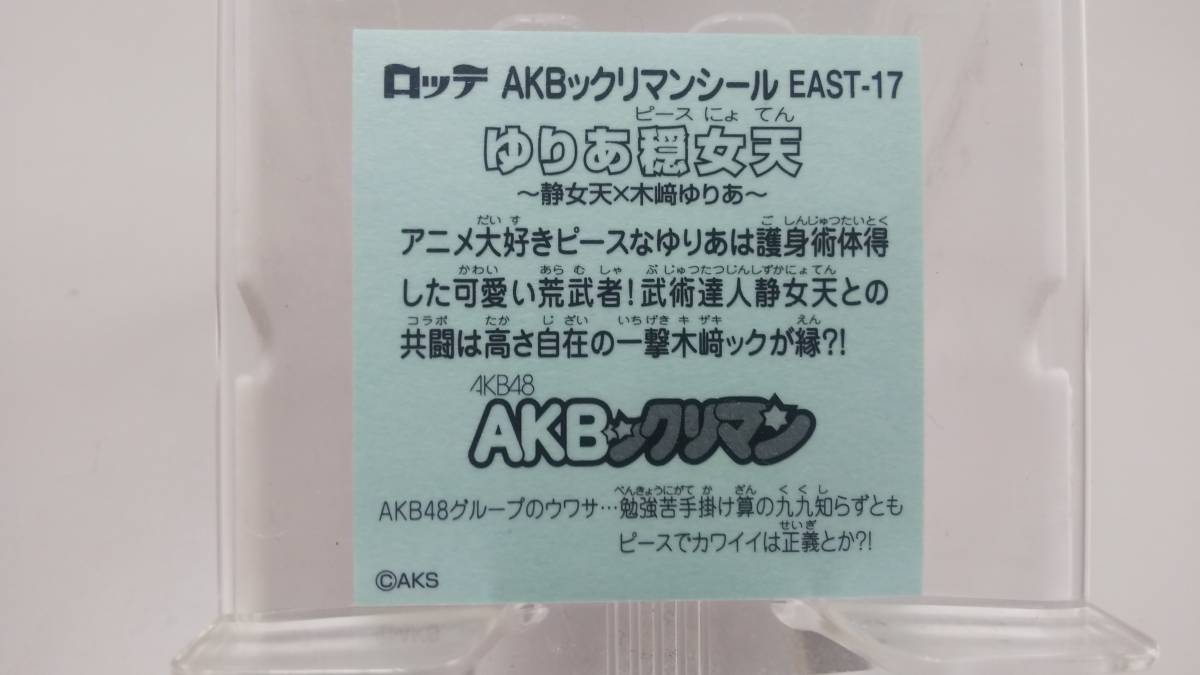 ロッテ AKBックリマンシール EAST-17
ピース にょ てん
ゆりあ穏女天
～静女天×木﨑ゆりあ～
だい す ご しんじゅつたいとく
アニメ大好きピースなゆりあは護身術体得
かわい あら む しゃ ぶ じゅつたつじんしずかにょてん
した可愛い荒武者!武術達人静女天との
コラボ たか じ ざい いちげき キ ザキ えん
共闘は高さ自在の一撃木﨑ックが縁?!
AKB48
AKBックリマン
べんきょうにがて か ざん く く し
AKB48グループのウワサ…勉強苦手掛け算の九九知らずとも
せいぎ
ピースでカワイイは正義とか?!
©AKS